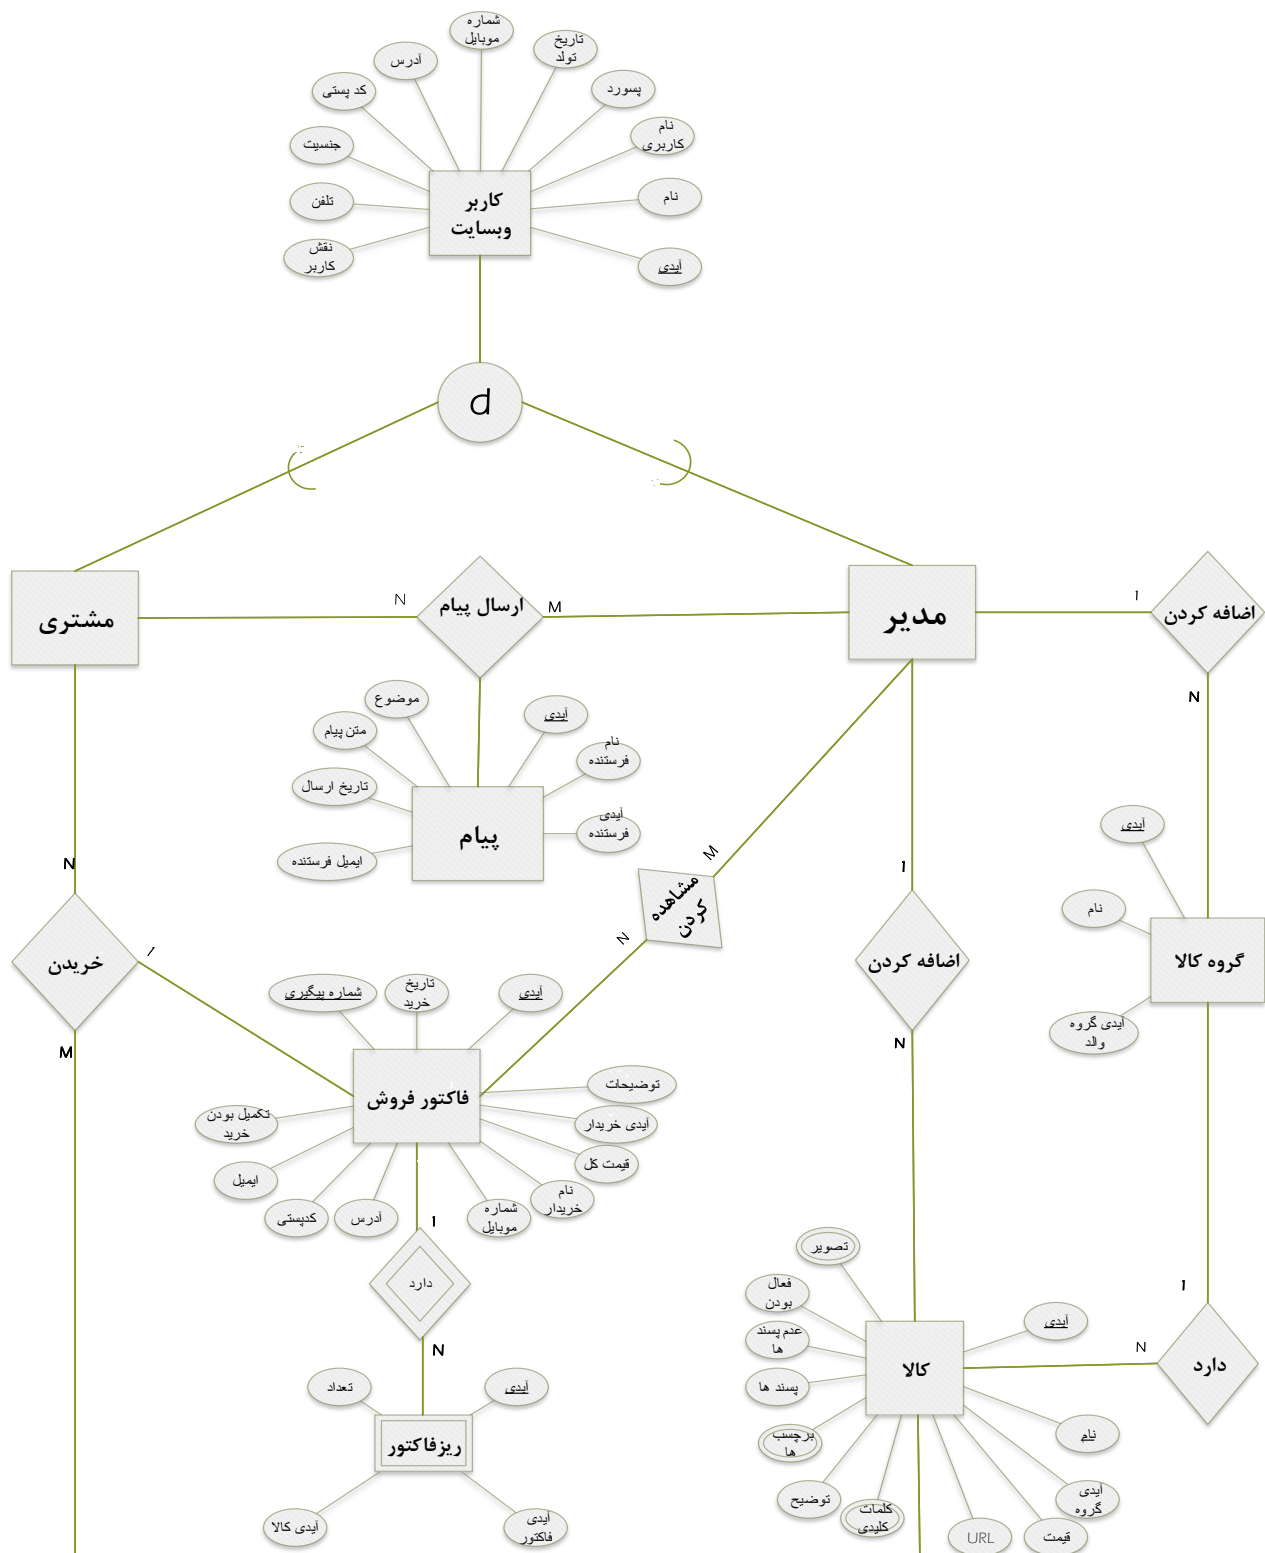 شماره
موبایل
تاریخ
تولد
آدرس
پسورد
کد پستی
نام
کاربری
جنسیت
نام
تلفن
کاربر
وبسایت
نقش
کاربر
آیدی
d
مشتری
N
ارسال پیام
M
مدیر
1
اضافه کردن
N
موضوع
آیدی
متن پیام
نام
فرستنده
تاریخ ارسال
پیام
آیدی
فرستنده
ایمیل فرستنده
آیدی
نام
گروه کالا
آیدی گروه
والد
N
M
مشاهده
کردن
N
1
اضافه کردن
N
خریدن
1
M
شماره پیگیری
تاریخ
خرید
آیدی
فاکتور فروش
توضیحات
تکمیل بودن
خرید
آیدی خریدار
قیمت کل
ایمیل
نام
خریدار
کدپستی
آدرس
شماره
موبایل
1
دارد
N
تعداد
آیدی
ریزفاکتور
آیدی کالا
آیدی
فاکتور
تصویر
فعال
بودن
آیدی
عدم پسند
ها
کالا
N
1
دارد
پسند ها
برچسب
ها
نام
توضیح
آیدی
گروه
کلمات
کلیدی
URL
قیمت